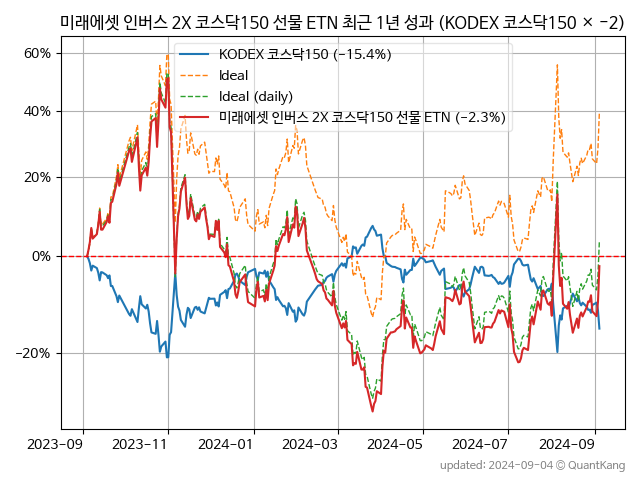 미래에셋 인버스 2X 코스닥150 선물 ETN 최근 1년 성과 (KODEX 코스닥150 × −2)
KODEX 코스닥150 (−15.4%)
Ideal
Ideal (daily)
미래에셋 인버스 2X 코스닥150 선물 ETN (−2.3%)
60%
40%
20%
0%
−20%
2023-09 2023-11 2024-01 2024-03 2024-05 2024-07 2024-09
updated: 2024-09-04 © QuantKang